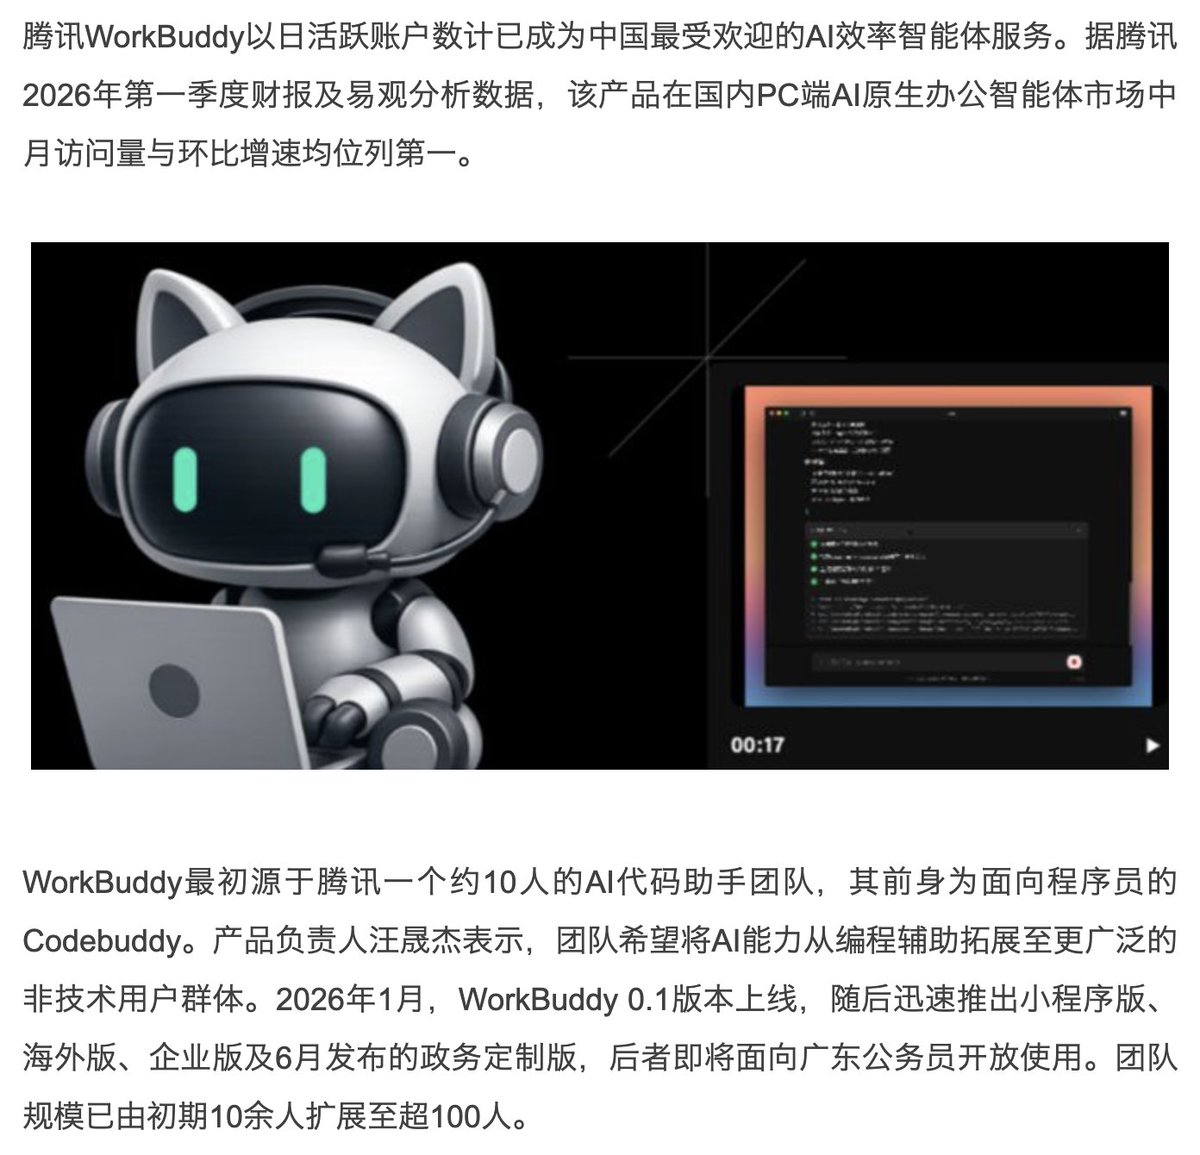 腾讯WorkBuddy以日活跃账户数计已成为中国最受欢迎的AI效率智能体服务。据腾讯
2026年第一季度财报及易观分析数据，该产品在国内PC端AI原生办公智能体市场中
月访问量与环比增速均位列第一。
00:17
WorkBuddy最初源于腾讯一个约10人的AI代码助手团队，其前身为面向程序员的
Codebuddy。产品负责人汪晟杰表示，团队希望将AI能力从编程辅助拓展至更广泛的
非技术用户群体。2026年1月，WorkBuddy 0.1版本上线，随后迅速推出小程序版、
海外版、企业版及6月发布的政务定制版，后者即将面向广东公务员开放使用。团队
规模已由初期10余人扩展至超100人。